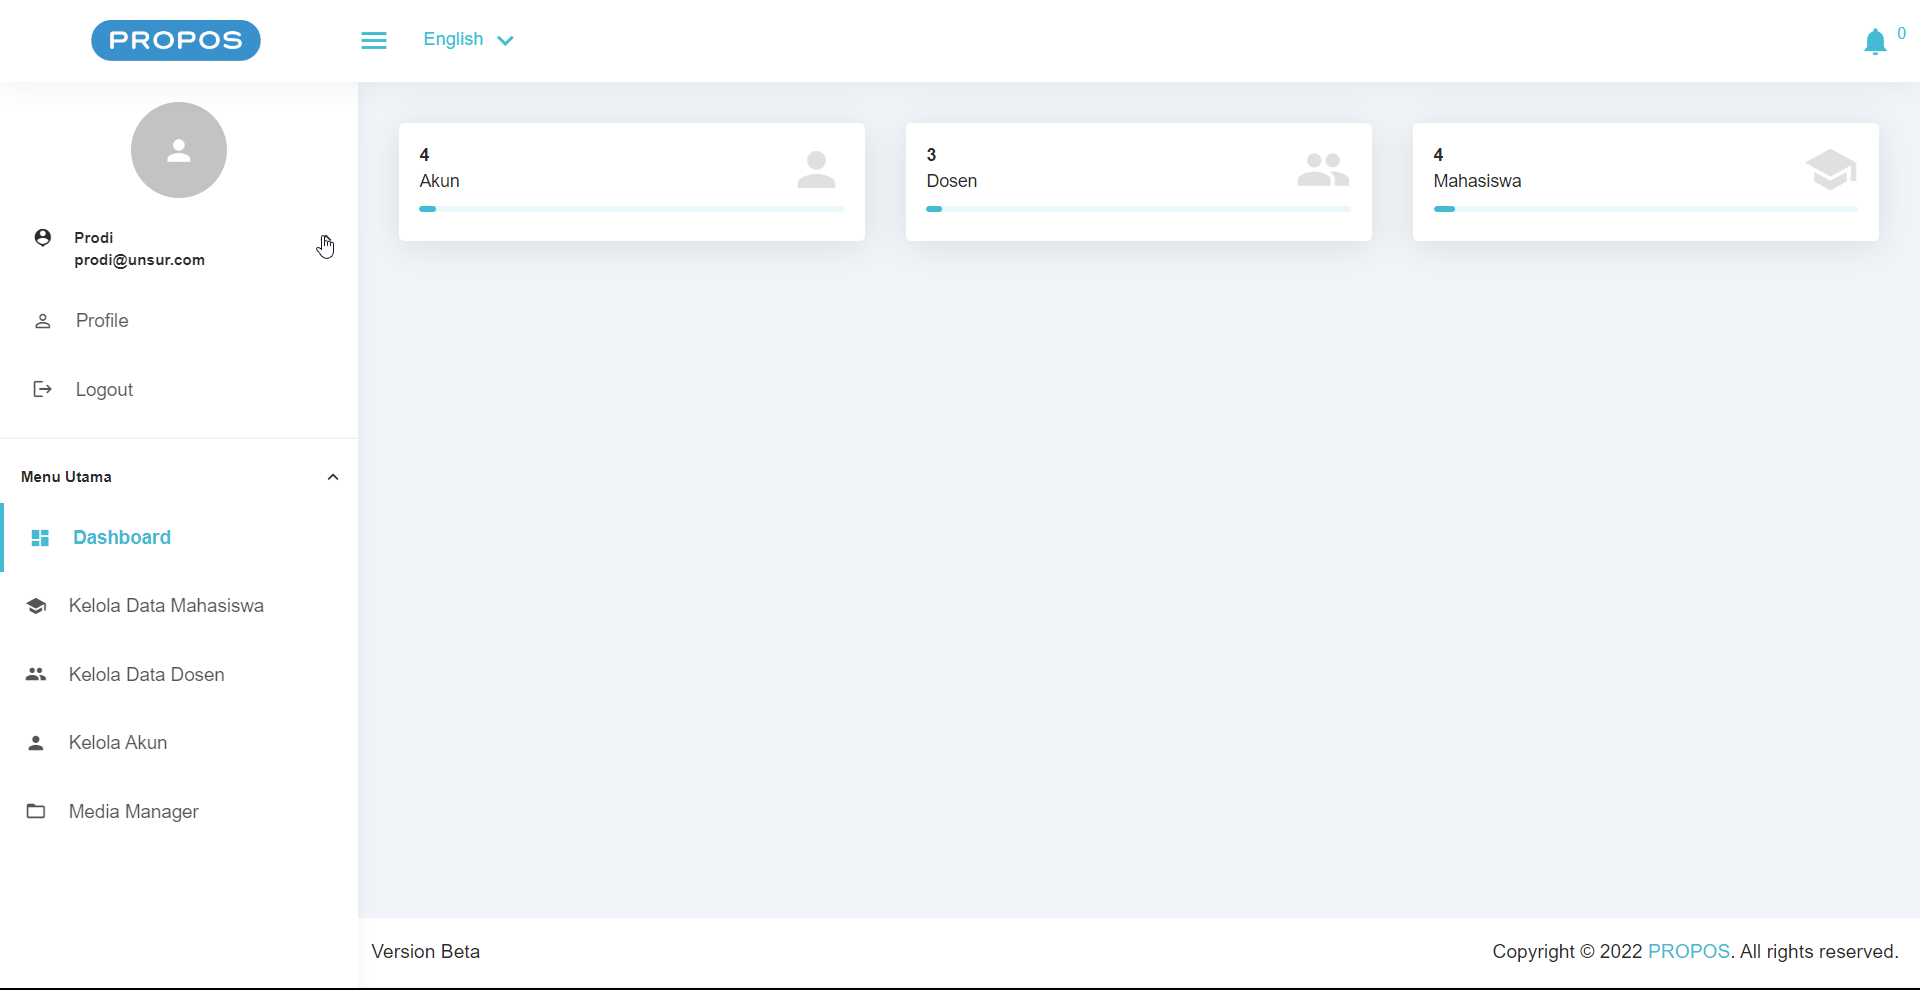 PROPOS
English
0
Prodi
prodi@unsur.com
Profile
Logout
Menu Utama
Dashboard
Kelola Data Mahasiswa
Kelola Data Dosen
Kelola Akun
Media Manager
4
Akun
3
Dosen
4
Mahasiswa
Version Beta
Copyright © 2022 PROPOS. All rights reserved.